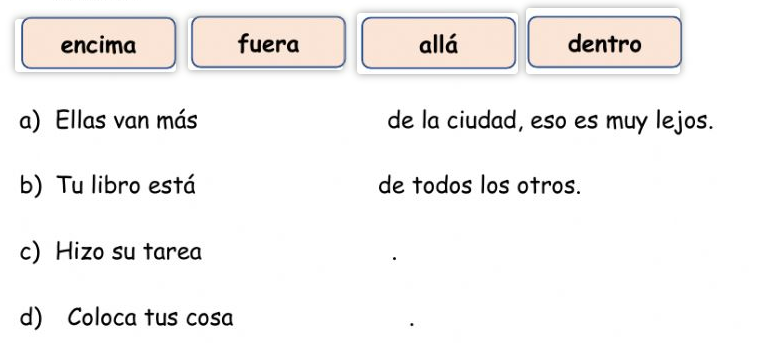 encima fuera allá dentro
a) Ellas van más de la ciudad, eso es muy lejos.
b) Tu libro está de todos los otros.
c) Hizo su tarea .
d) Coloca tus cosa .